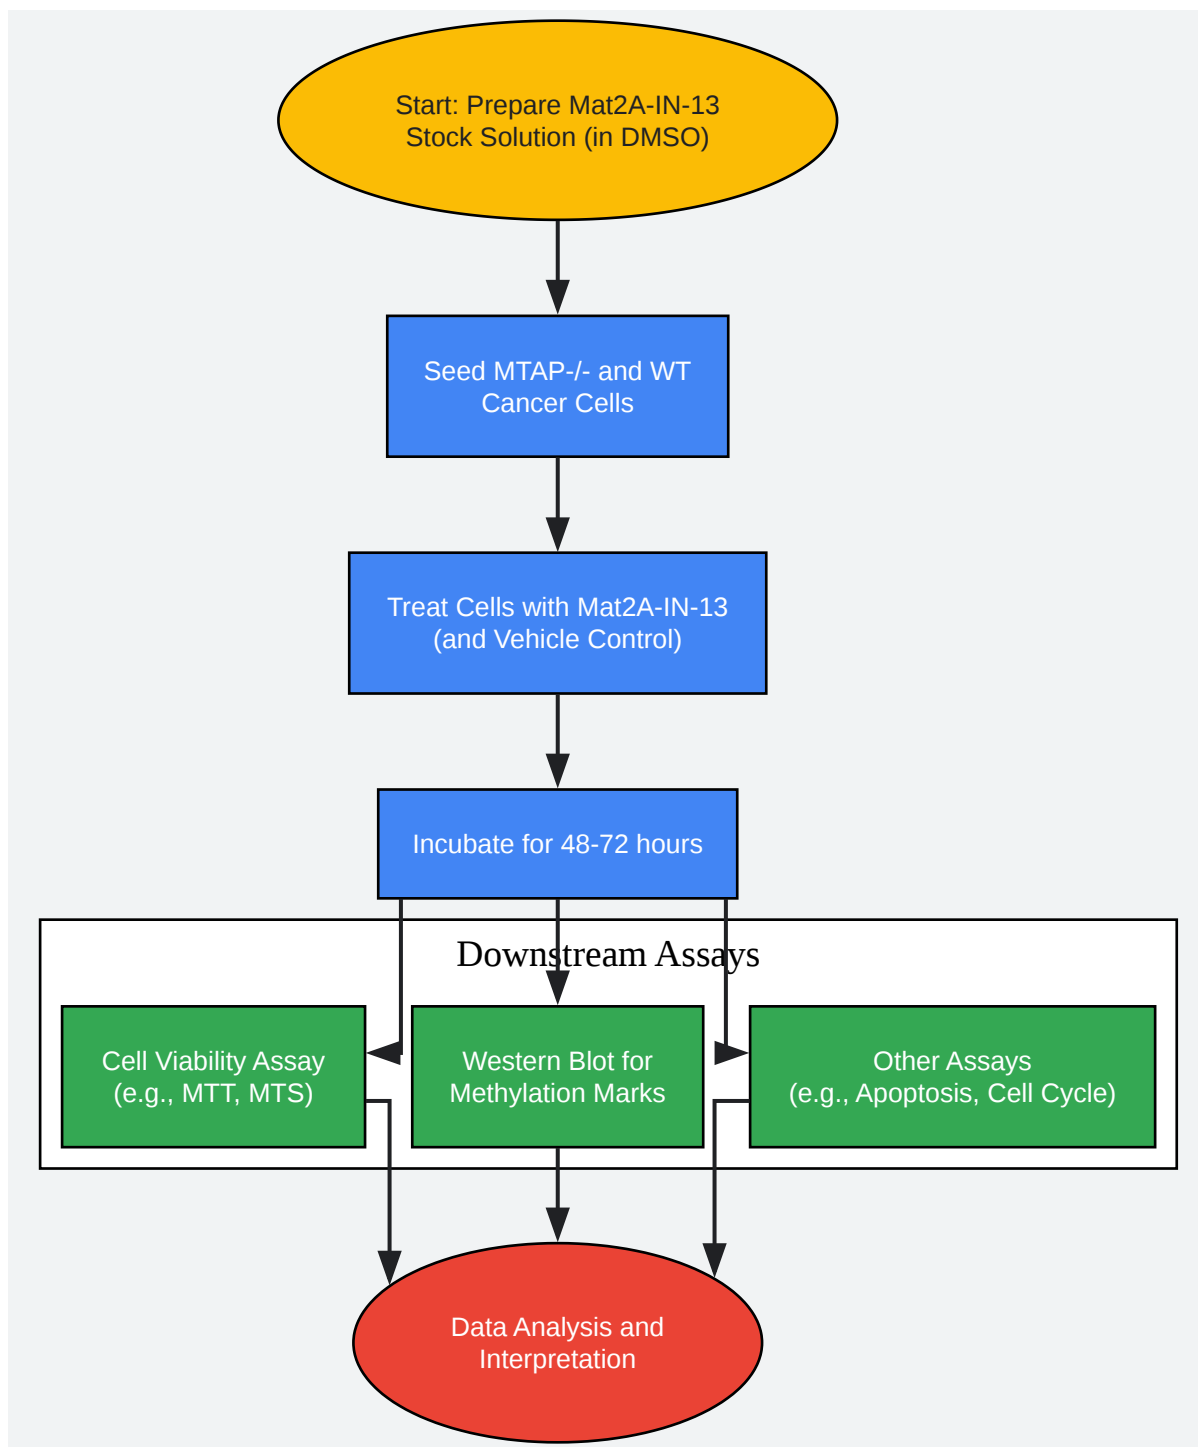 Start: Prepare Mat2A-IN-13
Stock Solution (in DMSO)
Seed MTAP-/- and WT
Cancer Cells
Treat Cells with Mat2A-IN-13
(and Vehicle Control)
Incubate for 48-72 hours
Downstream Assays
Cell Viability Assay
(e.g., MTT, MTS)
Western Blot for
Methylation Marks
Other Assays
(e.g., Apoptosis, Cell Cycle)
Data Analysis and
Interpretation